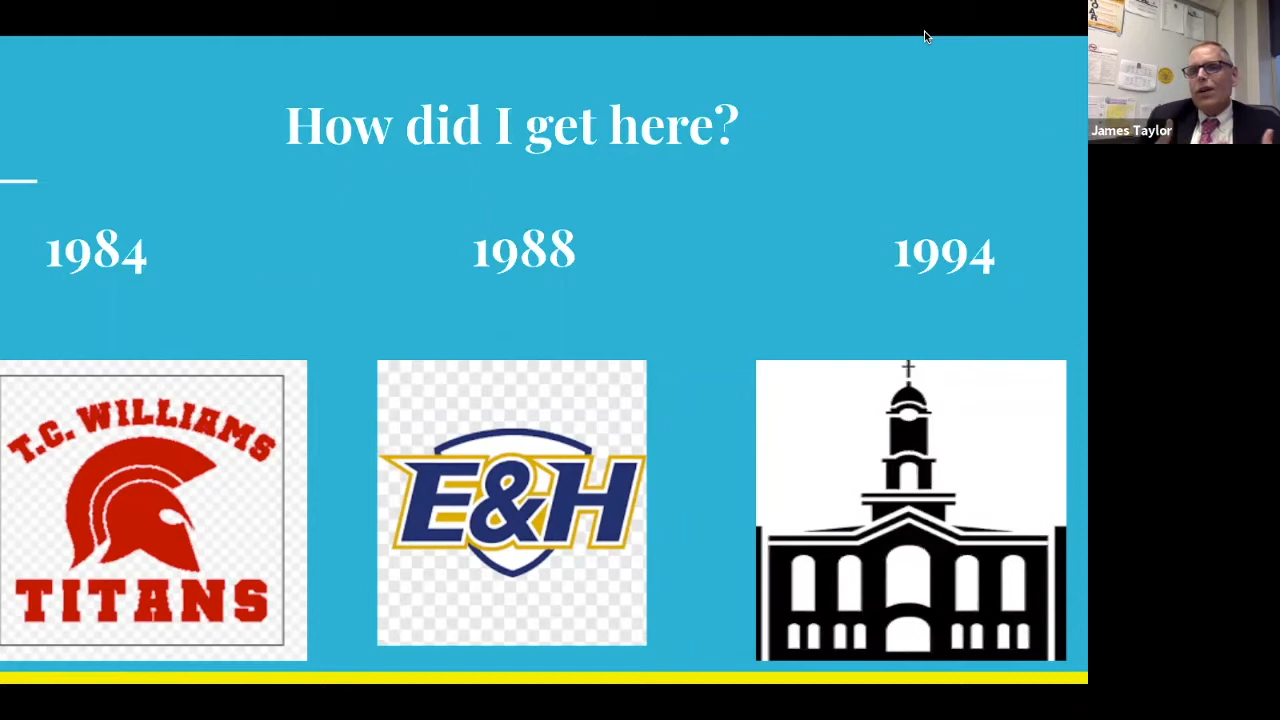 How did I get here?
1984
1988
1994
T.C. WILLIAMS
TITANS
E&H
James Taylor